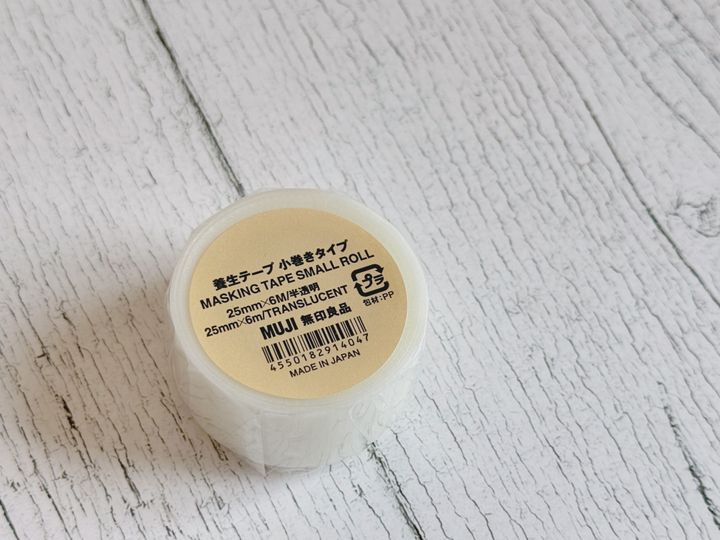 養生テープ 小巻きタイプ
MASKING TAPE SMALL ROLL
25mm×6M/半透明
25mm×6m/TRANSLUCENT
プラ
包材:PP
MUJI 無印良品
4550182914047
MADE IN JAPAN